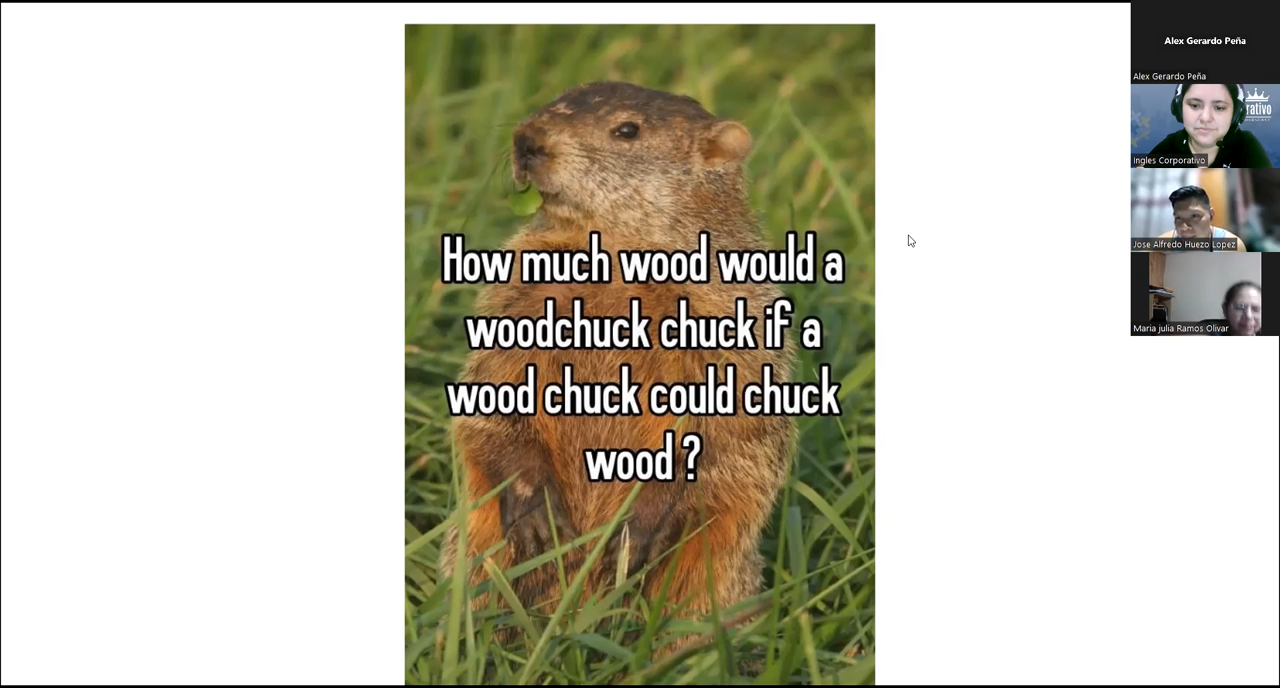 How much wood would a
woodchuck chuck if a
wood chuck could chuck
wood ?
Alex Gerardo Peña
Alex Gerardo Peña
rativo
Ingles Corporativo
Jose Alfredo Huezo Lopez
Maria julia Ramos Olivar